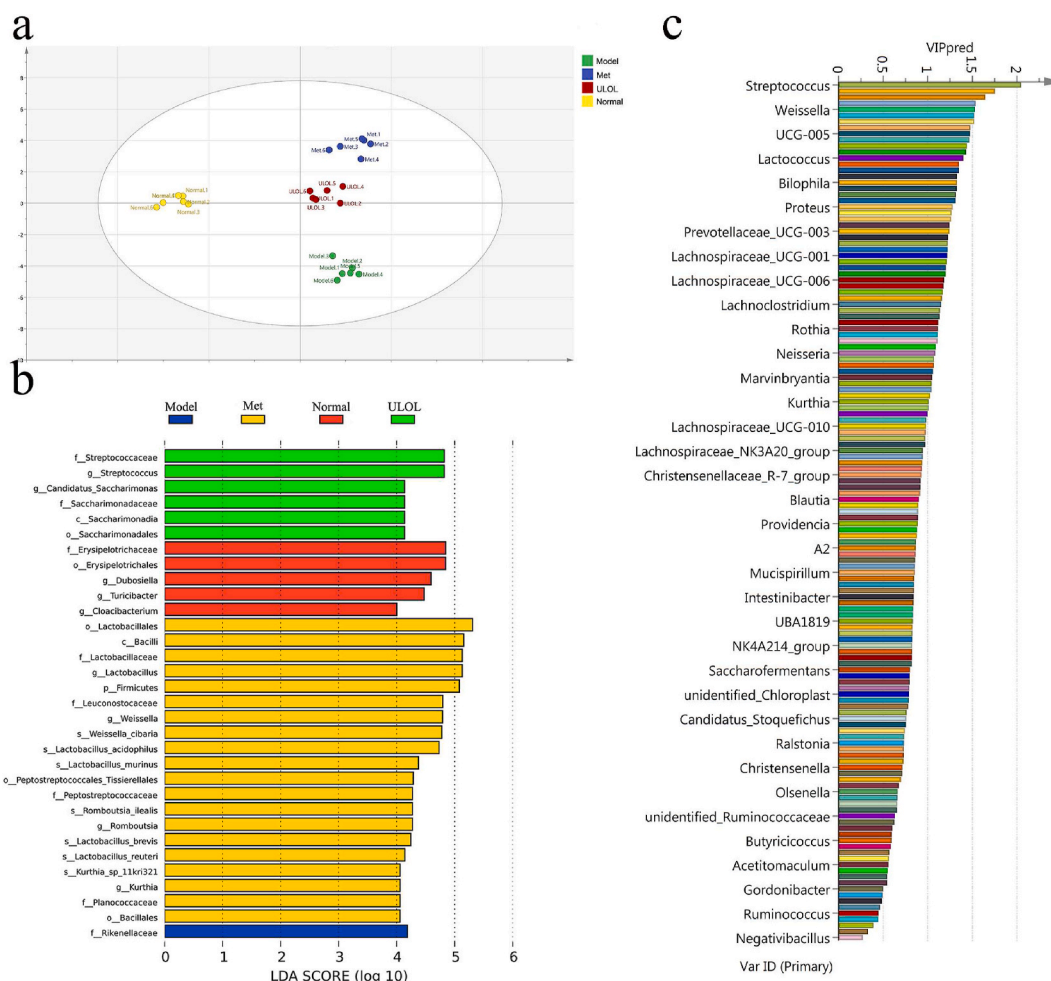 a
Model
Met
ULOL
Normal
8
6
4
2
0
-2
-4
-6
-8
Met.1
Met.5
Met.2
Met.3
Met.6
Met.4
ULOL.5
ULOL.4
ULOL.6
ULOL.1
ULOL.2
ULOL.3
Normal.1
Normal.2
Normal.3
Model.2
Model.1
Model.4
b
Model
Met
Normal
ULOL
f__Streptococcaceae
g__Streptococcus
g__Candidatus_Saccharimonas
f__Saccharimonadaceae
c__Saccharimonadia
o__Saccharimonadales
f__Erysipelotrichaceae
o__Erysipelotrichales
g__Dubosiella
g__Turicibacter
g__Cloacibacterium
o__Lactobacillales
c__Bacilli
f__Lactobacillaceae
g__Lactobacillus
p__Firmicutes
f__Leuconostocaceae
g__Weissella
s__Weissella_cibaria
s__Lactobacillus_acidophilus
s__Lactobacillus_murinus
o__Peptostreptococcales_Tissierellales
f__Peptostreptococcaceae
s__Romboutsia_ilealis
g__Romboutsia
s__Lactobacillus_brevis
s__Lactobacillus_reuteri
s__Kurthia_sp_11kri321
g__Kurthia
f__Planococcaceae
o__Bacillales
f__Rikenellaceae
0 1 2 3 4 5 6
LDA SCORE (log 10)
c
VIPpred
0 0.5 1 1.5 2
Streptococcus
Weissella
UCG-005
Lactococcus
Bilophila
Proteus
Prevotellaceae_UCG-003
Lachnospiraceae_UCG-001
Lachnospiraceae_UCG-006
Lachnoclostridium
Rothia
Neisseria
Marvinbryantia
Kurthia
Lachnospiraceae_UCG-010
Lachnospiraceae_NK3A20_group
Christensenellaceae_R-7_group
Blautia
Providencia
A2
Mucispirillum
Intestinibacter
UBA1819
NK4A214_group
Saccharofermentans
unidentified_Chloroplast
Candidatus_Stoquefichus
Ralstonia
Christensenella
Olsenella
unidentified_Ruminococcaceae
Butyricicoccus
Acetitomaculum
Gordonibacter
Ruminococcus
Negativibacillus
Var ID (Primary)